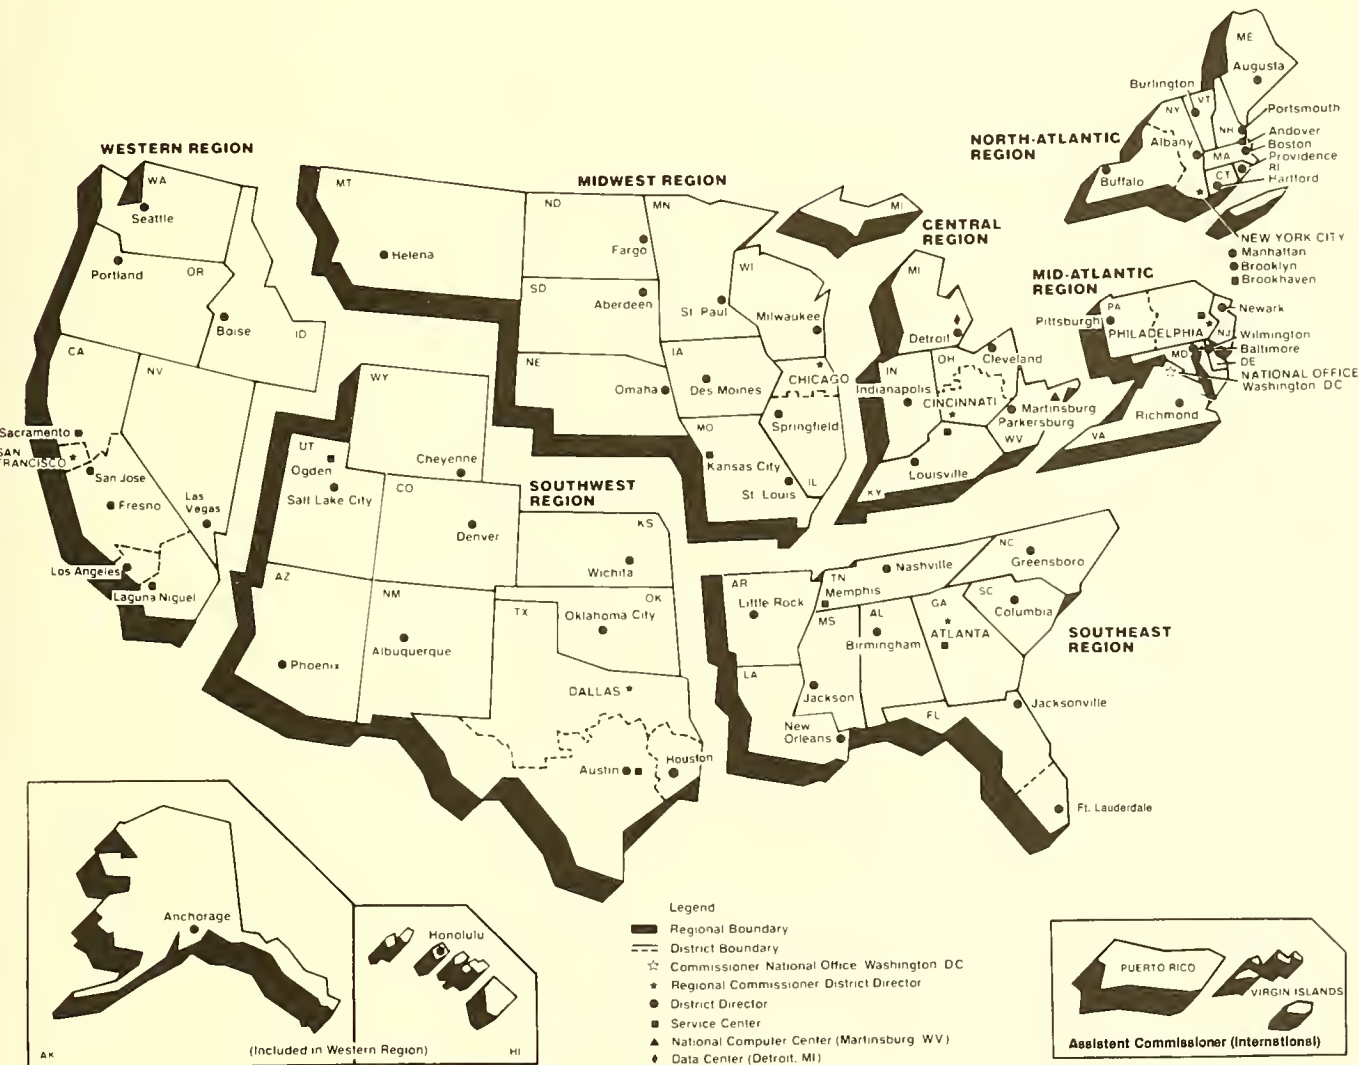 WESTERN REGION
WA
Seattle
Portland
OR
Boise
ID
CA
NV
Sacramento
SAN
FRANCISCO
San Jose
Fresno
Las
Vegas
Los Angeles
Laguna Niguel
MIDWEST REGION
MT
Helena
ND
Fargo
MN
SD
Aberdeen
St Paul
WI
Milwaukee
MI
NE
Omaha
IA
Des Moines
CHICAGO
MO
Kansas City
St Louis
Springfield
IL
SOUTHWEST
REGION
WY
Cheyenne
UT
Ogden
Salt Lake City
CO
Denver
KS
Wichita
AZ
Phoenix
NM
Albuquerque
TX
OK
Oklahoma City
DALLAS
Austin
Houston
CENTRAL
REGION
MI
Detroit
OH
Cleveland
IN
Indianapolis
CINCINNATI
Martinsburg
Parkersburg
WV
Louisville
KY
NORTH-ATLANTIC
REGION
ME
Augusta
Burlington
VT
NY
NH
Portsmouth
Andover
Albany
MA
Boston
Providence
RI
CT
Hartford
Buffalo
NEW YORK CITY
Manhattan
Brooklyn
Brookhaven
MID-ATLANTIC
REGION
PA
Pittsburgh
PHILADELPHIA
NJ
Newark
Wilmington
MD
Baltimore
DE
NATIONAL OFFICE
Washington DC
Richmond
VA
SOUTHEAST
REGION
AR
Little Rock
TN
Nashville
Memphis
NC
Greensboro
SC
Columbia
MS
Jackson
AL
Birmingham
GA
ATLANTA
LA
New
Orleans
FL
Jacksonville
Ft. Lauderdale
Anchorage
AK
Honolulu
(Included in Western Region)
HI
Legend
Regional Boundary
District Boundary
Commissioner National Office Washington DC
Regional Commissioner District Director
District Director
Service Center
National Computer Center (Martinsburg WV)
Data Center (Detroit, MI)
PUERTO RICO
VIRGIN ISLANDS
Assistent Commissioner (International)